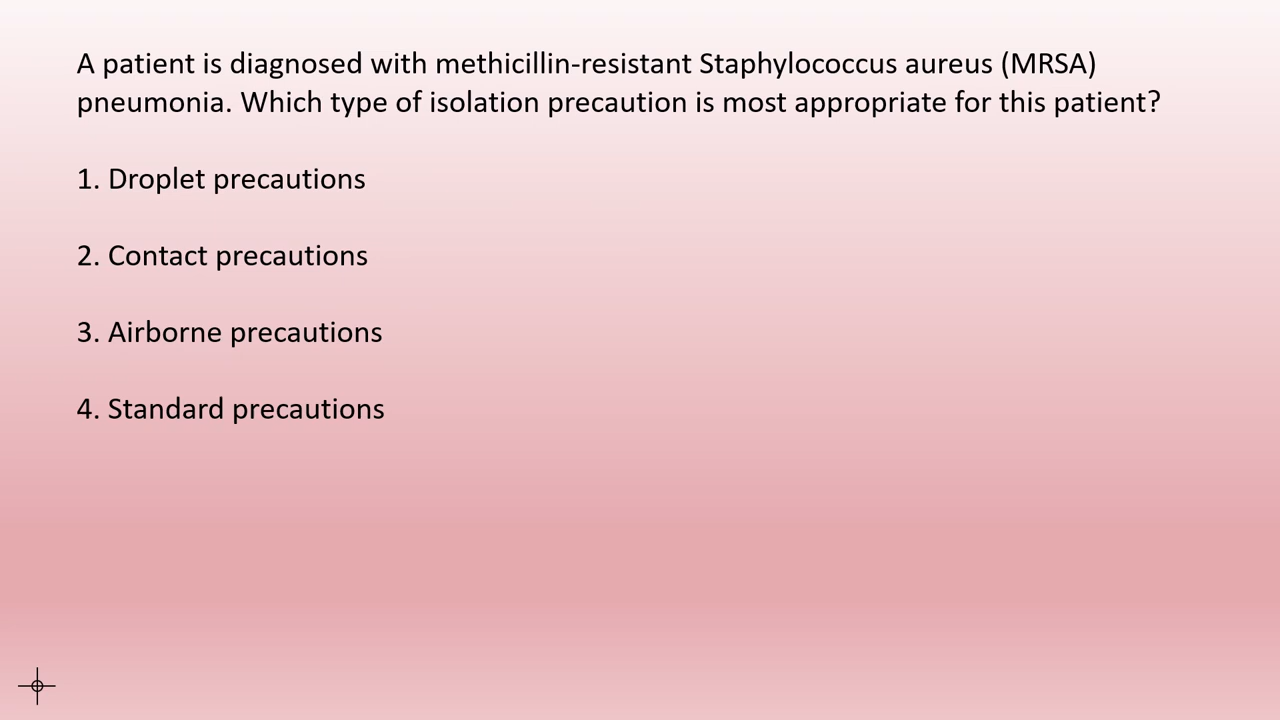 A patient is diagnosed with methicillin-resistant Staphylococcus aureus (MRSA)
pneumonia. Which type of isolation precaution is most appropriate for this patient?
1. Droplet precautions
2. Contact precautions
3. Airborne precautions
4. Standard precautions